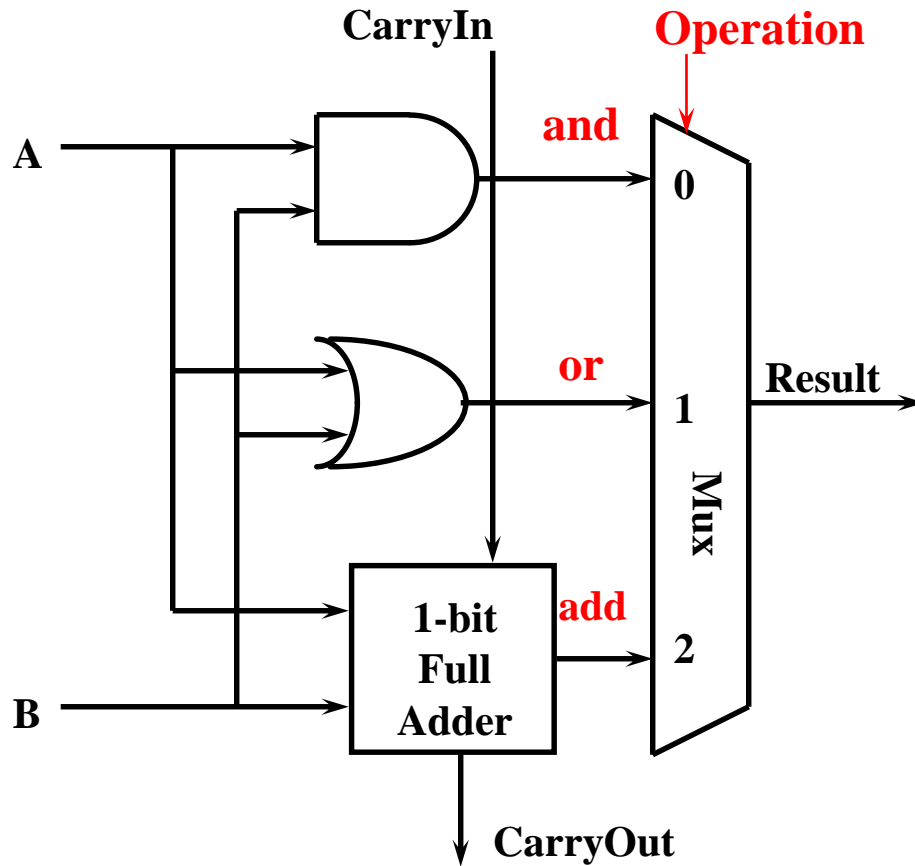 CarryIn
Operation
A
and
0
or
1
Result
Mux
1-bit
Full
Adder
add
2
B
CarryOut